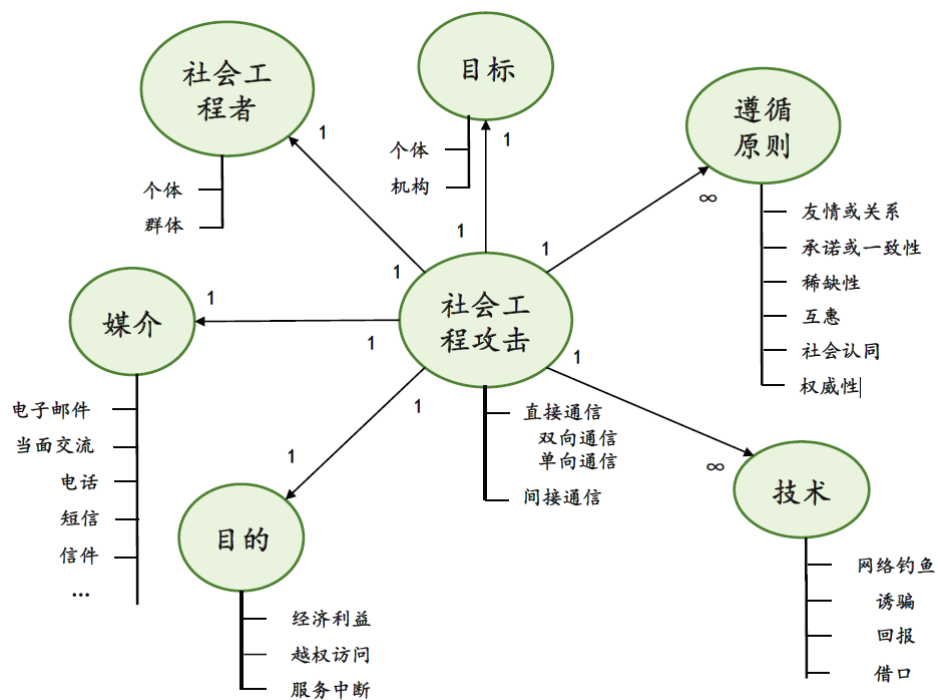 社会工
程者
1
个体
群体
目标
1
个体
机构
遵循
原则
∞
友情或关系
承诺或一致性
稀缺性
互惠
社会认同
权威性
媒介
1
电子邮件
当面交流
电话
短信
信件
...
社会工
程攻击
1
1
1
1
1
1
直接通信
双向通信
单向通信
间接通信
目的
1
经济利益
越权访问
服务中断
技术
∞
网络钓鱼
诱骗
回报
借口